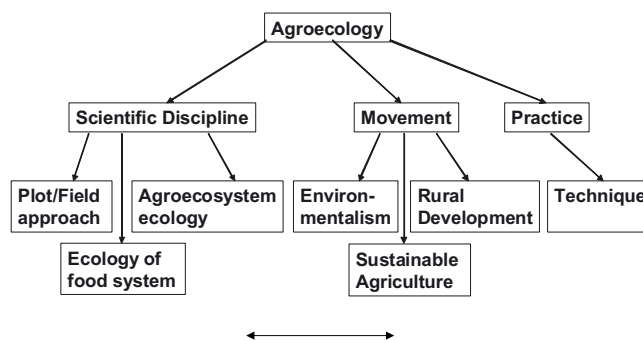 Agroecology
Scientific Discipline
Movement
Practice
Plot/Field
approach
Agroecosystem
ecology
Environ-
mentalism
Rural
Development
Technique
Ecology of
food system
Sustainable
Agriculture